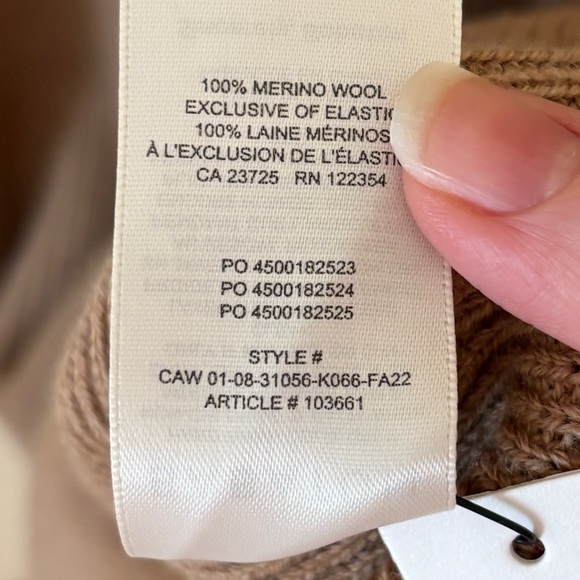 100% MERINO WOOL
EXCLUSIVE OF ELASTIC
100% LAINE MÉRINOS
À L'EXCLUSION DE L'ÉLAST
CA 23725 RN 122354
PO 4500182523
PO 4500182524
PO 4500182525
STYLE #
CAW 01-08-31056-K066-FA22
ARTICLE # 103661